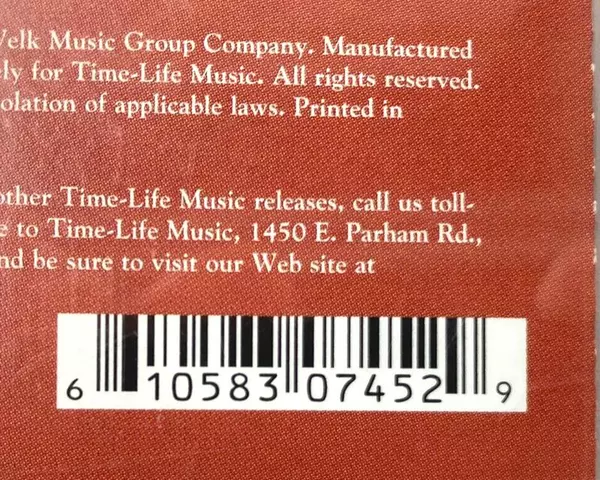 Velk Music Group Company. Manufactured
ely for Time-Life Music. All rights reserved.
olation of applicable laws. Printed in
other Time-Life Music releases, call us toll-
e to Time-Life Music, 1450 E. Parham Rd.,
nd be sure to visit our Web site at
6 10583 07452 9